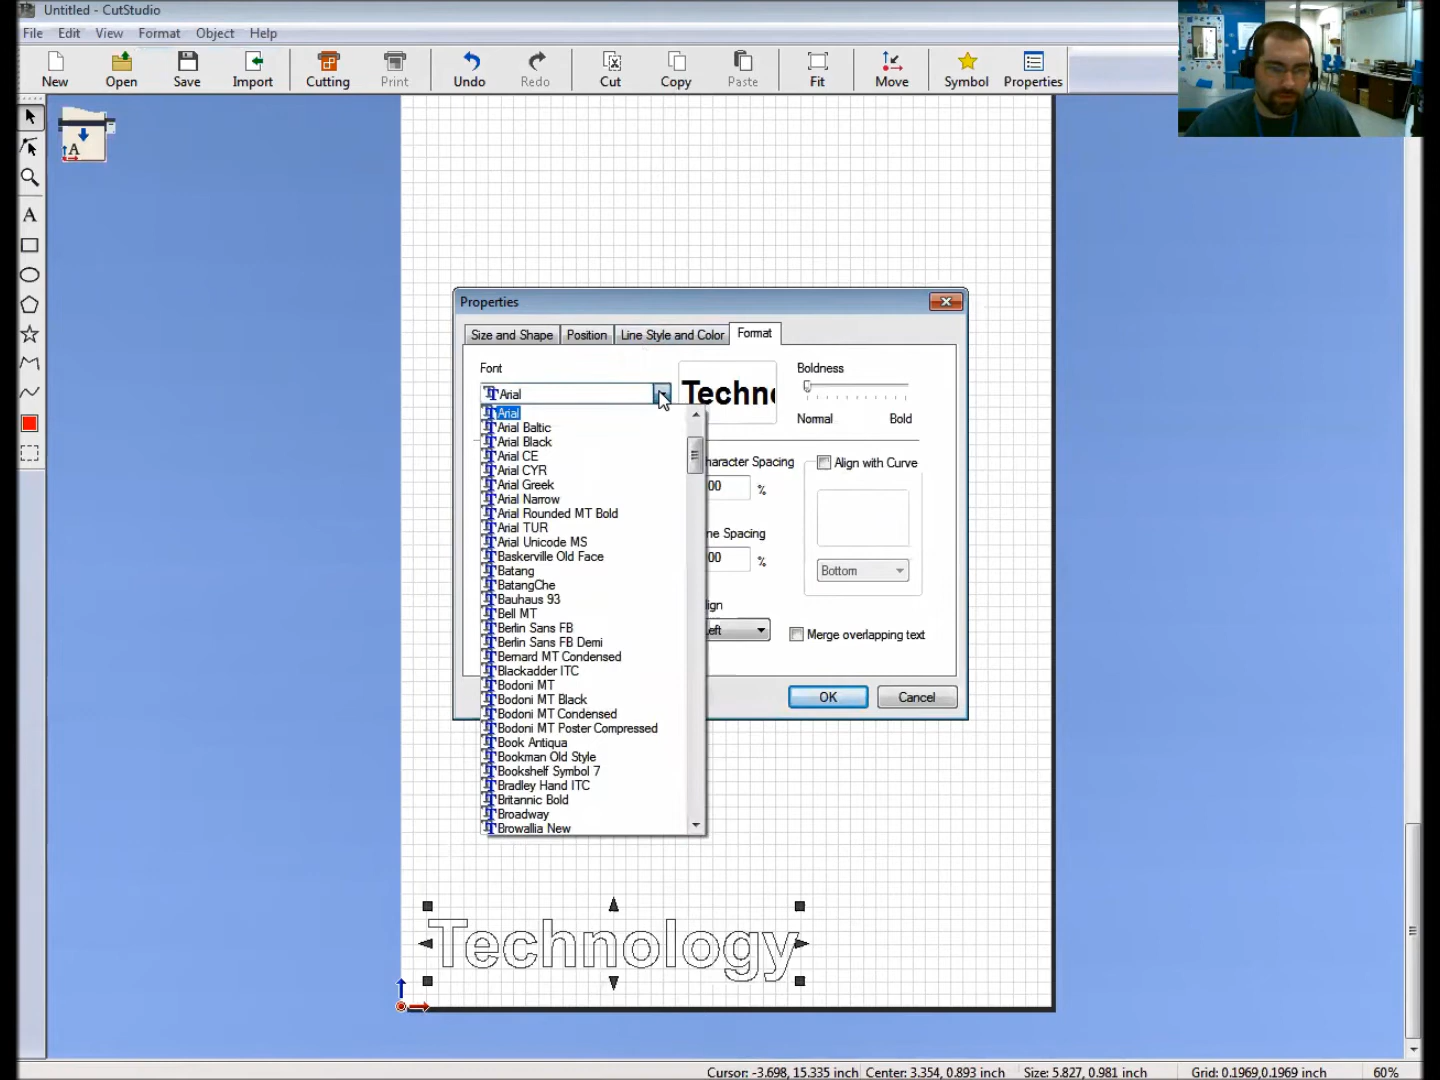 Untitled - CutStudio
File Edit View Format Object Help
New Open Save Import Cutting Print Undo Redo Cut Copy Paste Fit Move Symbol Properties
A
A
Properties
Size and Shape Position Line Style and Color Format
Font
Boldness
Arial
Techno
Normal Bold
Arial
Arial Baltic
Arial Black
Arial CE
Arial CYR
Arial Greek
Arial Narrow
Arial Rounded MT Bold
Arial TUR
Arial Unicode MS
Baskerville Old Face
Batang
BatangChe
Bauhaus 93
Bell MT
Berlin Sans FB
Berlin Sans FB Demi
Bernard MT Condensed
Blackadder ITC
Bodoni MT
Bodoni MT Black
Bodoni MT Condensed
Bodoni MT Poster Compressed
Book Antiqua
Bookman Old Style
Bookshelf Symbol 7
Bradley Hand ITC
Britannic Bold
Broadway
Browallia New
haracter Spacing
00 %
ne Spacing
00 %
ign
eft
Align with Curve
Bottom
Merge overlapping text
OK Cancel
Technology
Cursor: -3.698, 15.335 inch Center: 3.354, 0.893 inch Size: 5.827, 0.981 inch Grid: 0.1969,0.1969 inch 60%